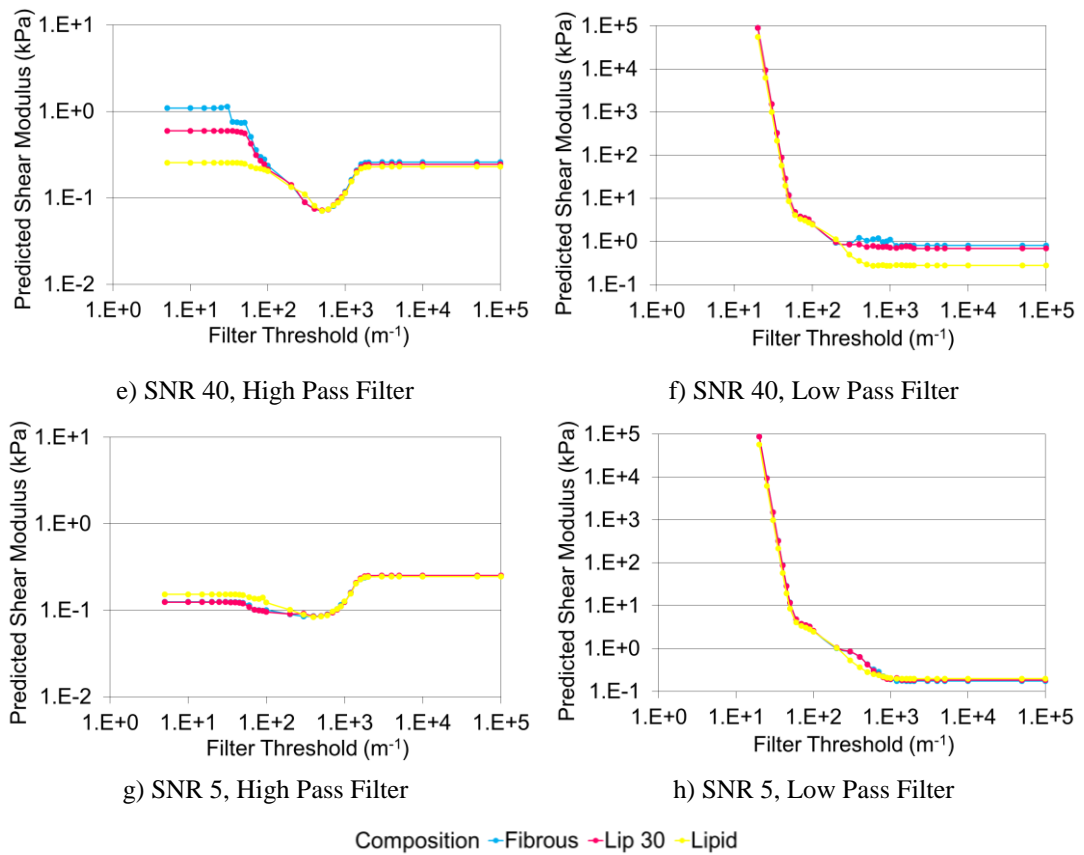 Predicted Shear Modulus (kPa)
1.E+1
1.E+0
1.E-1
1.E-2
1.E+0 1.E+1 1.E+2 1.E+3 1.E+4 1.E+5
Filter Threshold (m⁻¹)
e) SNR 40, High Pass Filter
Predicted Shear Modulus (kPa)
1.E+5
1.E+4
1.E+3
1.E+2
1.E+1
1.E+0
1.E-1
1.E+0 1.E+1 1.E+2 1.E+3 1.E+4 1.E+5
Filter Threshold (m⁻¹)
f) SNR 40, Low Pass Filter
Predicted Shear Modulus (kPa)
1.E+1
1.E+0
1.E-1
1.E-2
1.E+0 1.E+1 1.E+2 1.E+3 1.E+4 1.E+5
Filter Threshold (m⁻¹)
g) SNR 5, High Pass Filter
Predicted Shear Modulus (kPa)
1.E+5
1.E+4
1.E+3
1.E+2
1.E+1
1.E+0
1.E-1
1.E+0 1.E+1 1.E+2 1.E+3 1.E+4 1.E+5
Filter Threshold (m⁻¹)
h) SNR 5, Low Pass Filter
Composition Fibrous Lip 30 Lipid